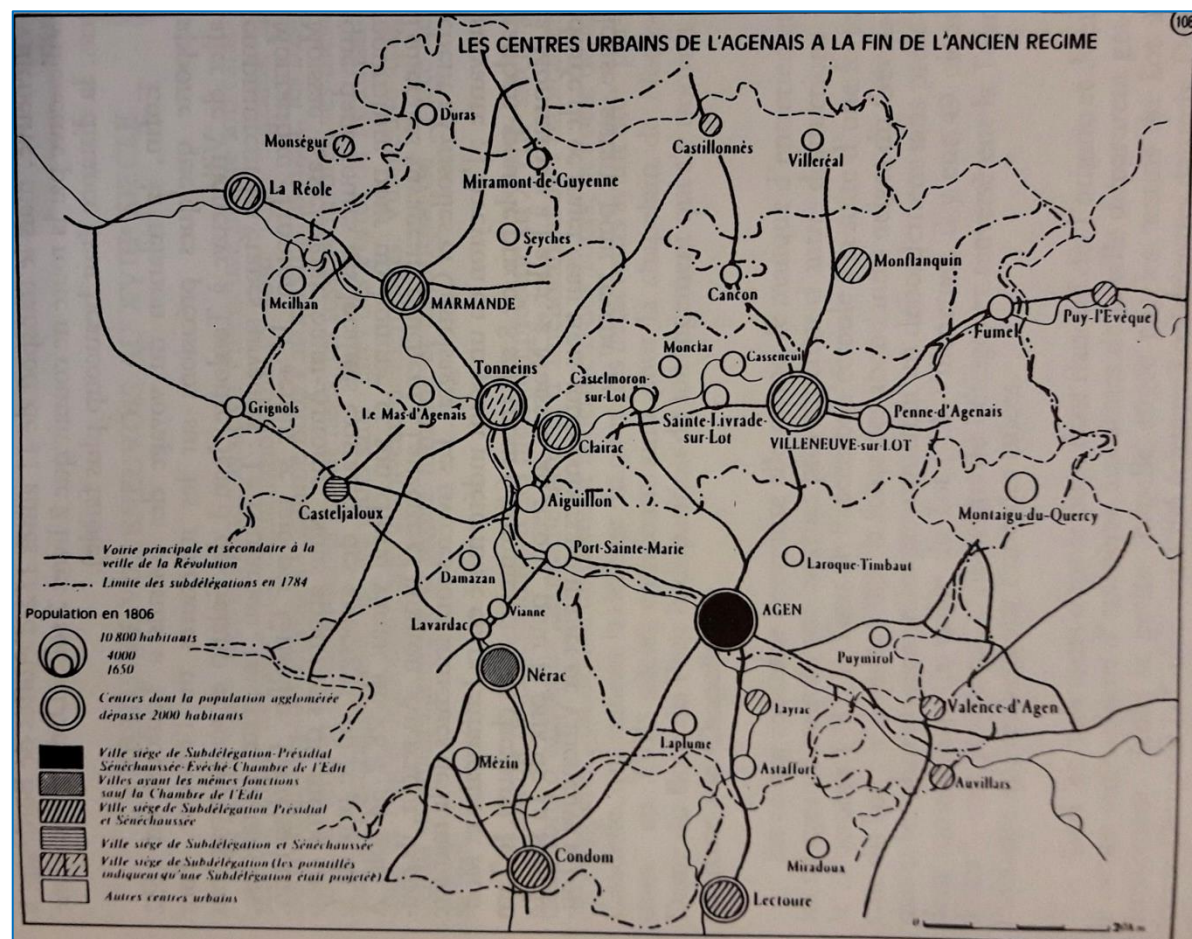 108
LES CENTRES URBAINS DE L'AGENAIS A LA FIN DE L'ANCIEN REGIME
Duras
Monségur
Castillonnès
Villeréal
Miramont-de-Guyenne
La Réole
Seyches
Monflanquin
Meilhan
MARMANDE
Cancon
Puy-l'Evêque
Fumel
Monclar
Casseneuil
Tonneins
Castelmoron-
sur-Lot
Grignols
Le Mas-d'Agenais
Sainte-Livrade-
sur-Lot
Penne-d'Agenais
Clairac
VILLENEUVE-sur-LOT
Casteljaloux
Aiguillon
Montaigu-du-Quercy
Port-Sainte-Marie
Laroque-Timbaut
Damazan
Vianne
Lavardac
AGEN
Puymirol
Nérac
Layrac
Valence-d'Agen
Laplume
Mézin
Astaffort
Auvillars
Miradoux
Condom
Lectoure
Voirie principale et secondaire à la
veille de la Révolution
Limite des subdélégations en 1784
Population en 1806
10 800 habitants
4000
1650
Centres dont la population agglomérée
dépasse 2000 habitants
Ville siège de Subdélégation-Présidial
Sénéchaussée-Evêché-Chambre de l'Edit
Villes ayant les mêmes fonctions
sauf la Chambre de l'Edit
Ville siège de Subdélégation Présidial
et Sénéchaussée
Ville siège de Subdélégation et Sénéchaussée
Ville siège de Subdélégation (les pointillés
indiquent qu'une Subdélégation était projetée)
Autres centres urbains
0